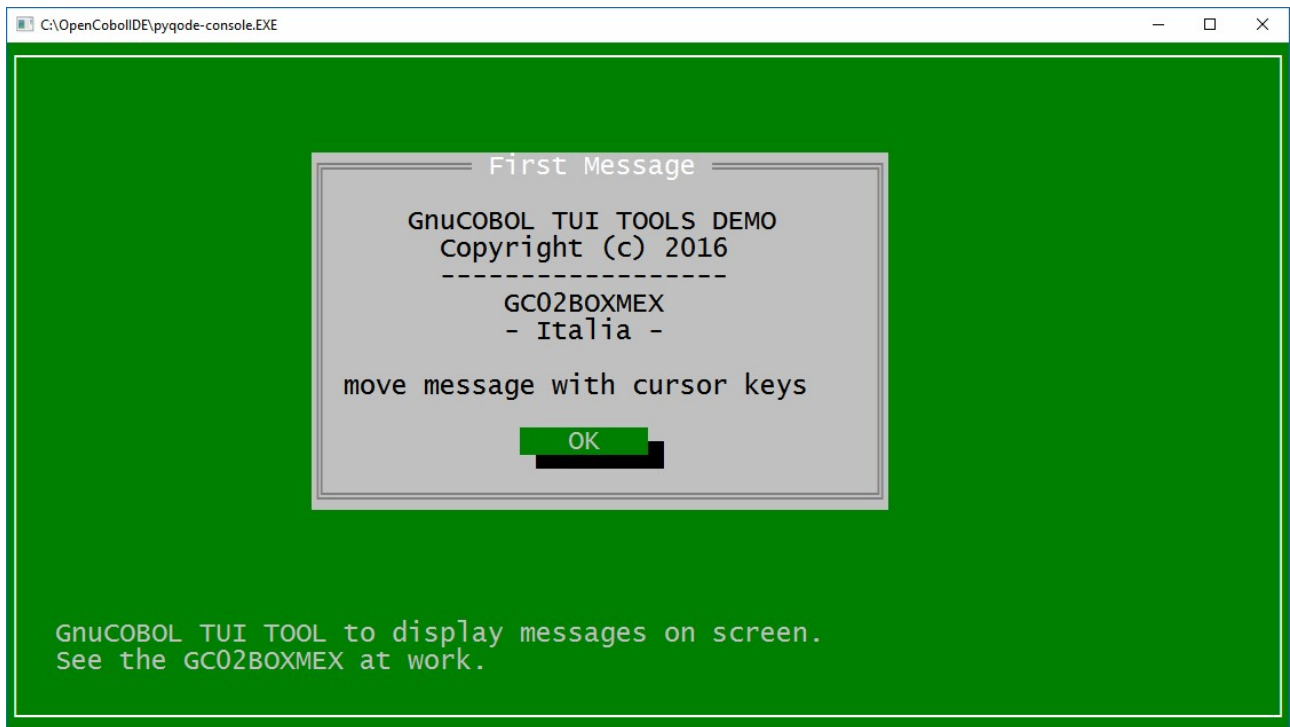 C:\OpenCobolIDE\pyqode-console.EXE
First Message
GnuCOBOL TUI TOOLS DEMO
Copyright (c) 2016
------------------
GC02BOXMEX
- Italia -
move message with cursor keys
OK
GnuCOBOL TUI TOOL to display messages on screen.
See the GC02BOXMEX at work.